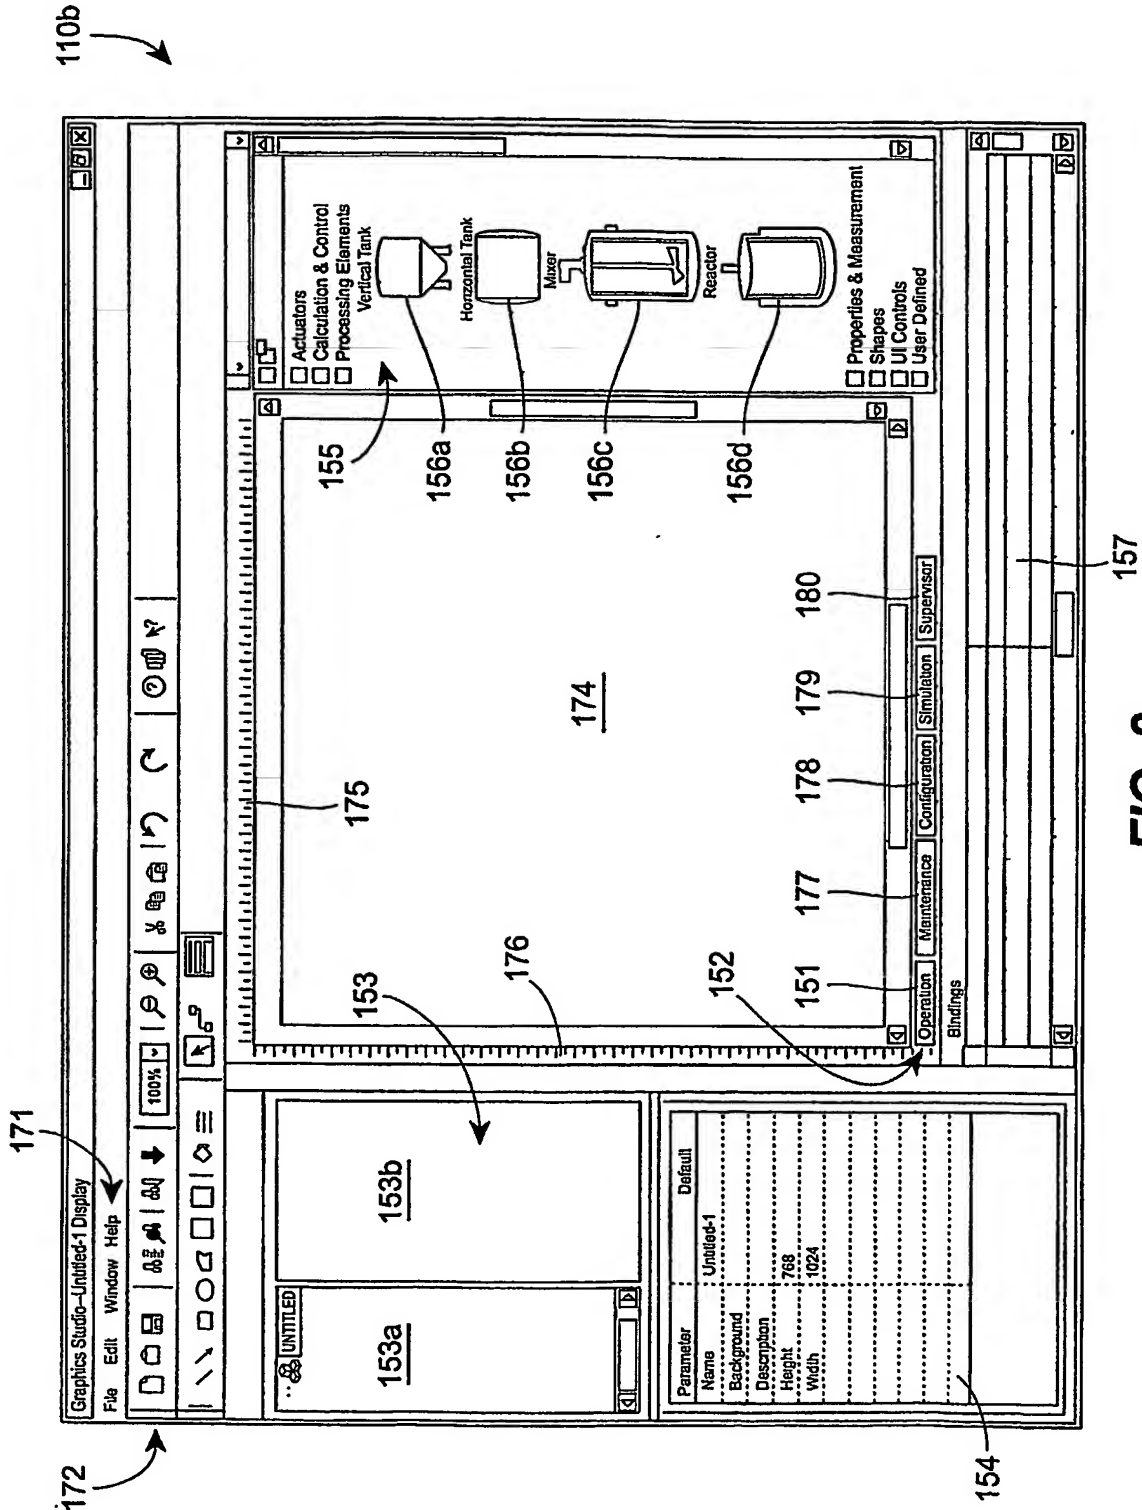 110b
171
172
Graphics Studio–Untitled-1 Display
File Edit Window Help
100%
UNTITLED
153a
153b
153
Parameter Default
Name Untitled-1
Background
Description
Height 768
Width 1024
154
175
176
174
155
Actuators
Calculation & Control
Processing Elements
Vertical Tank
156a
Horizontal Tank
156b
Mixer
156c
Reactor
156d
Properties & Measurement
Shapes
UI Controls
User Defined
152
151
177
178
179
180
Operation Maintenance Configuration Simulation Supervisor
Bindings
157